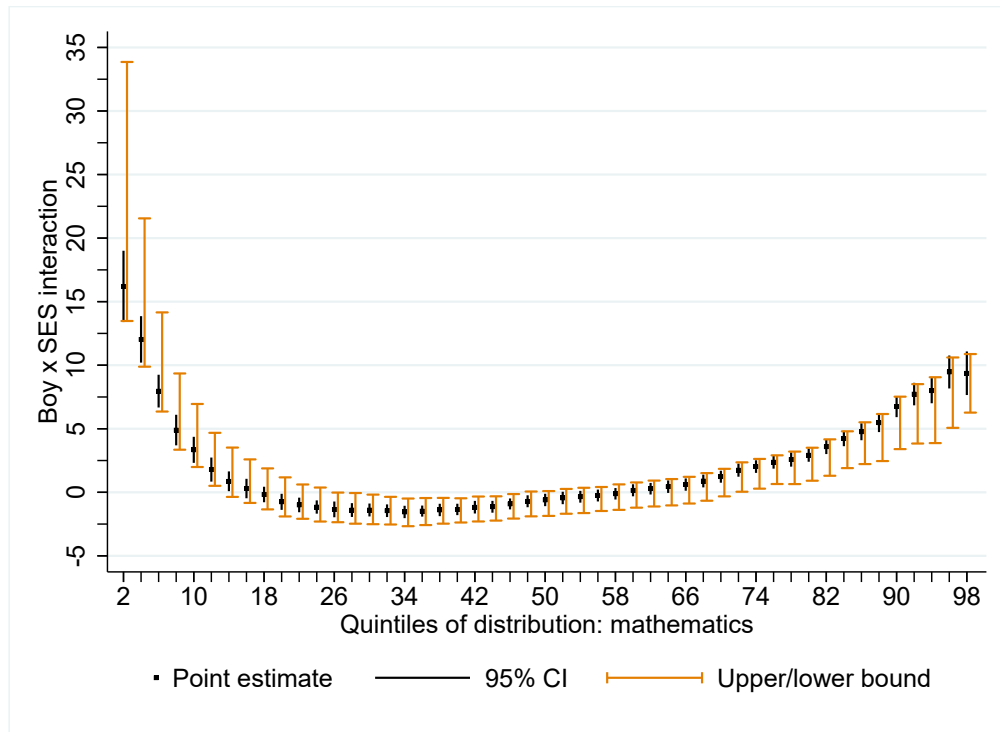 35
30
25
20
15
10
5
0
-5
Boy x SES interaction
2 10 18 26 34 42 50 58 66 74 82 90 98
Quintiles of distribution: mathematics
Point estimate 95% CI Upper/lower bound